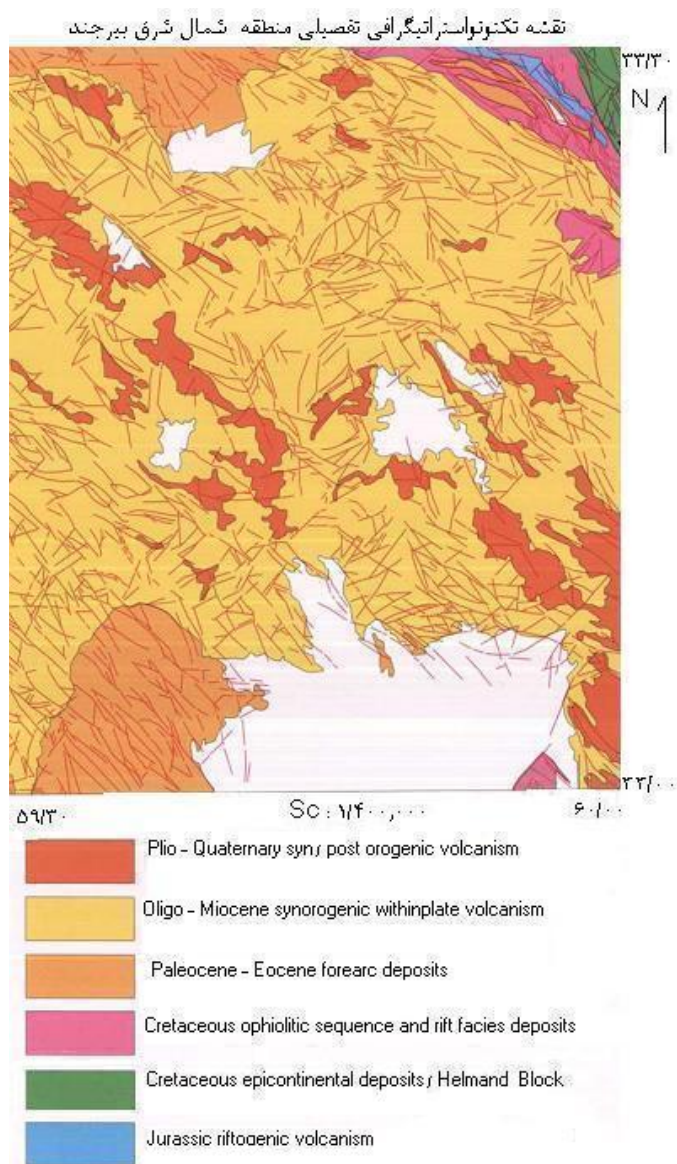 نقشه تکتونواستراتیگرافی تفصیلی منطقه شمال شرق بیرجند
۳۳/۳۰
N
۳۳/۰۰
۵۹/۳۰
Sc : ۱/۴۰۰,۰۰۰
۶۰/۰۰
Plio - Quaternary syn / post orogenic volcanism
Oligo - Miocene synorogenic withinplate volcanism
Paleocene - Eocene forearc deposits
Cretaceous ophiolitic sequence and rift facies deposits
Cretaceous epicontinental deposits / Helmand Block
Jurassic riftogenic volcanism